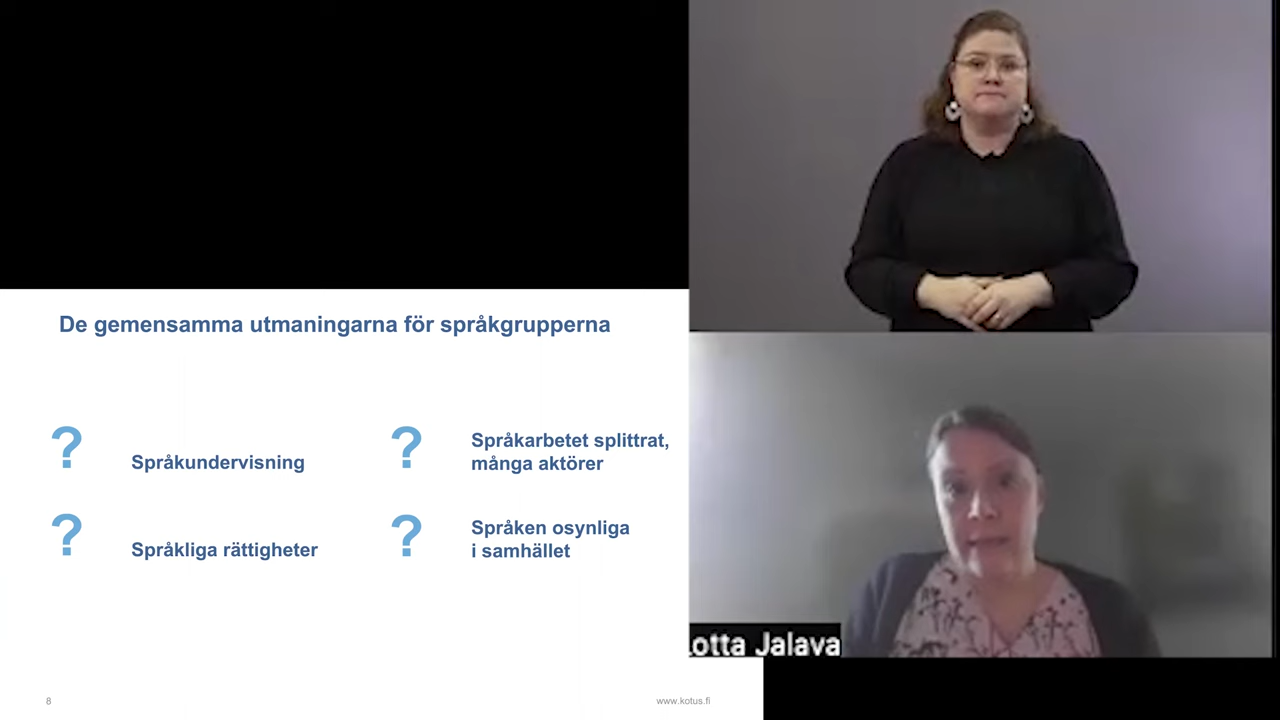 De gemensamma utmaningarna för språkgrupperna
?
Språkundervisning
?
Språkarbetet splittrat,
många aktörer
?
Språkliga rättigheter
?
Språken osynliga
i samhället
Lotta Jalava
8
www.kotus.fi